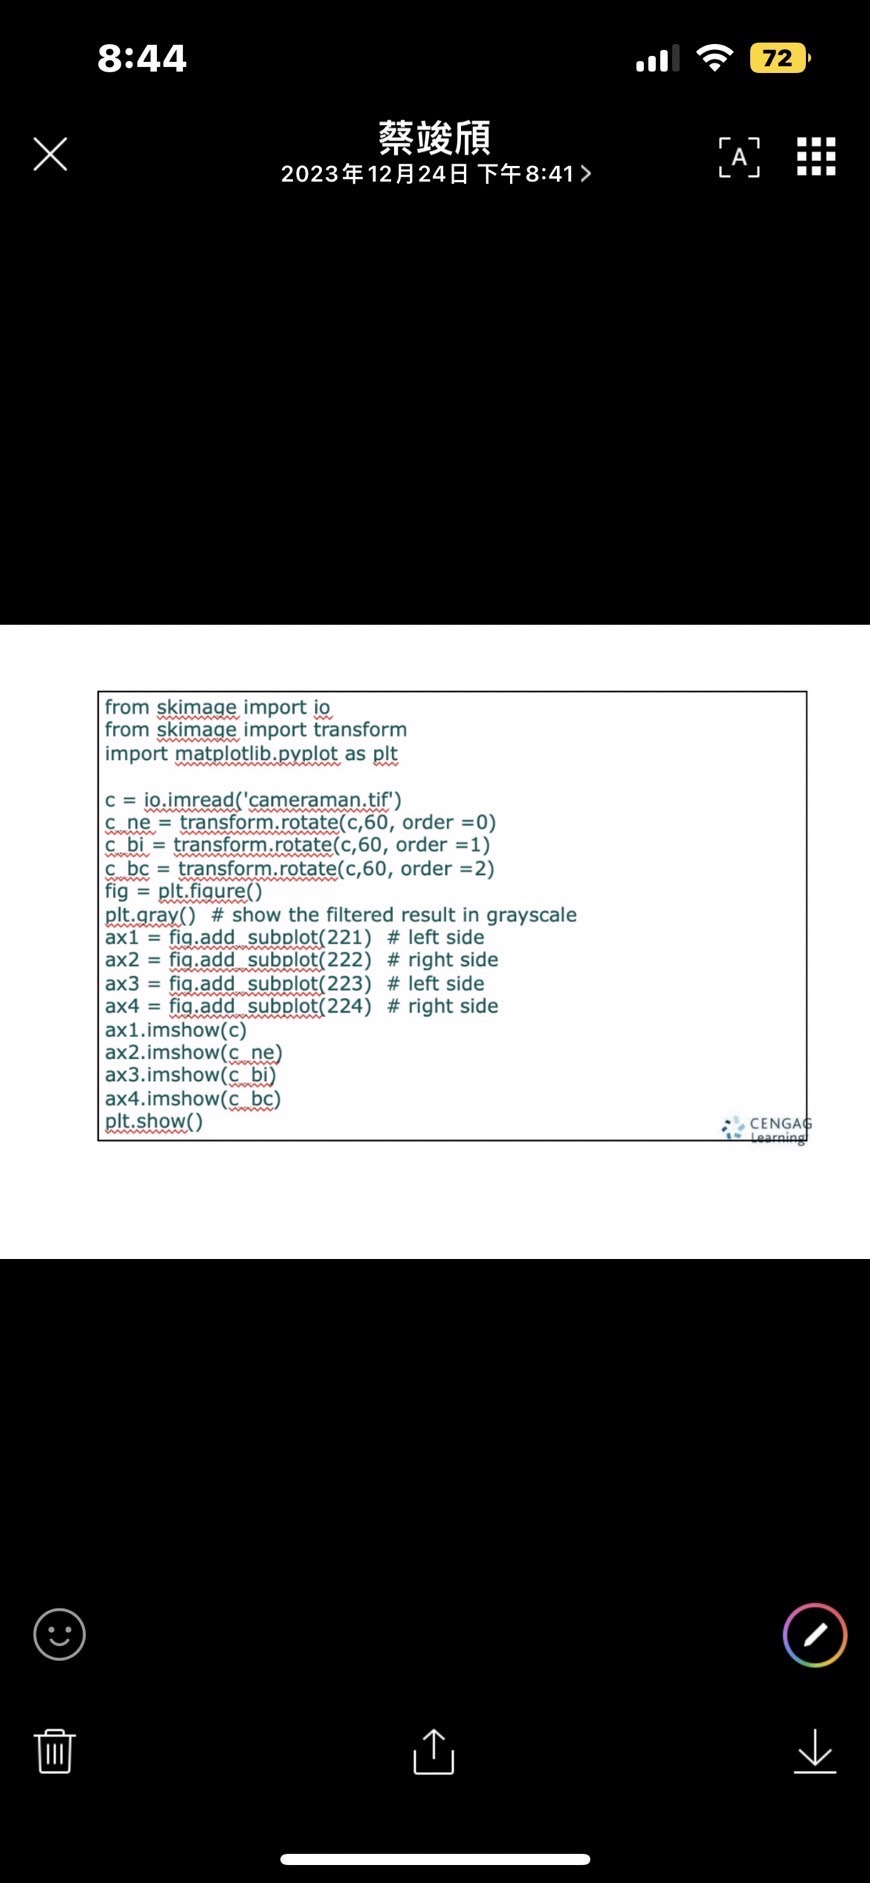 8:44
72
蔡竣頎
2023年12月24日 下午8:41
A
from skimage import io
from skimage import transform
import matplotlib.pyplot as plt
c = io.imread('cameraman.tif')
c_ne = transform.rotate(c,60, order =0)
c_bi = transform.rotate(c,60, order =1)
c_bc = transform.rotate(c,60, order =2)
fig = plt.figure()
plt.gray()  # show the filtered result in grayscale
ax1 = fig.add_subplot(221)  # left side
ax2 = fig.add_subplot(222)  # right side
ax3 = fig.add_subplot(223)  # left side
ax4 = fig.add_subplot(224)  # right side
ax1.imshow(c)
ax2.imshow(c_ne)
ax3.imshow(c_bi)
ax4.imshow(c_bc)
plt.show()
CENGAG
Learning